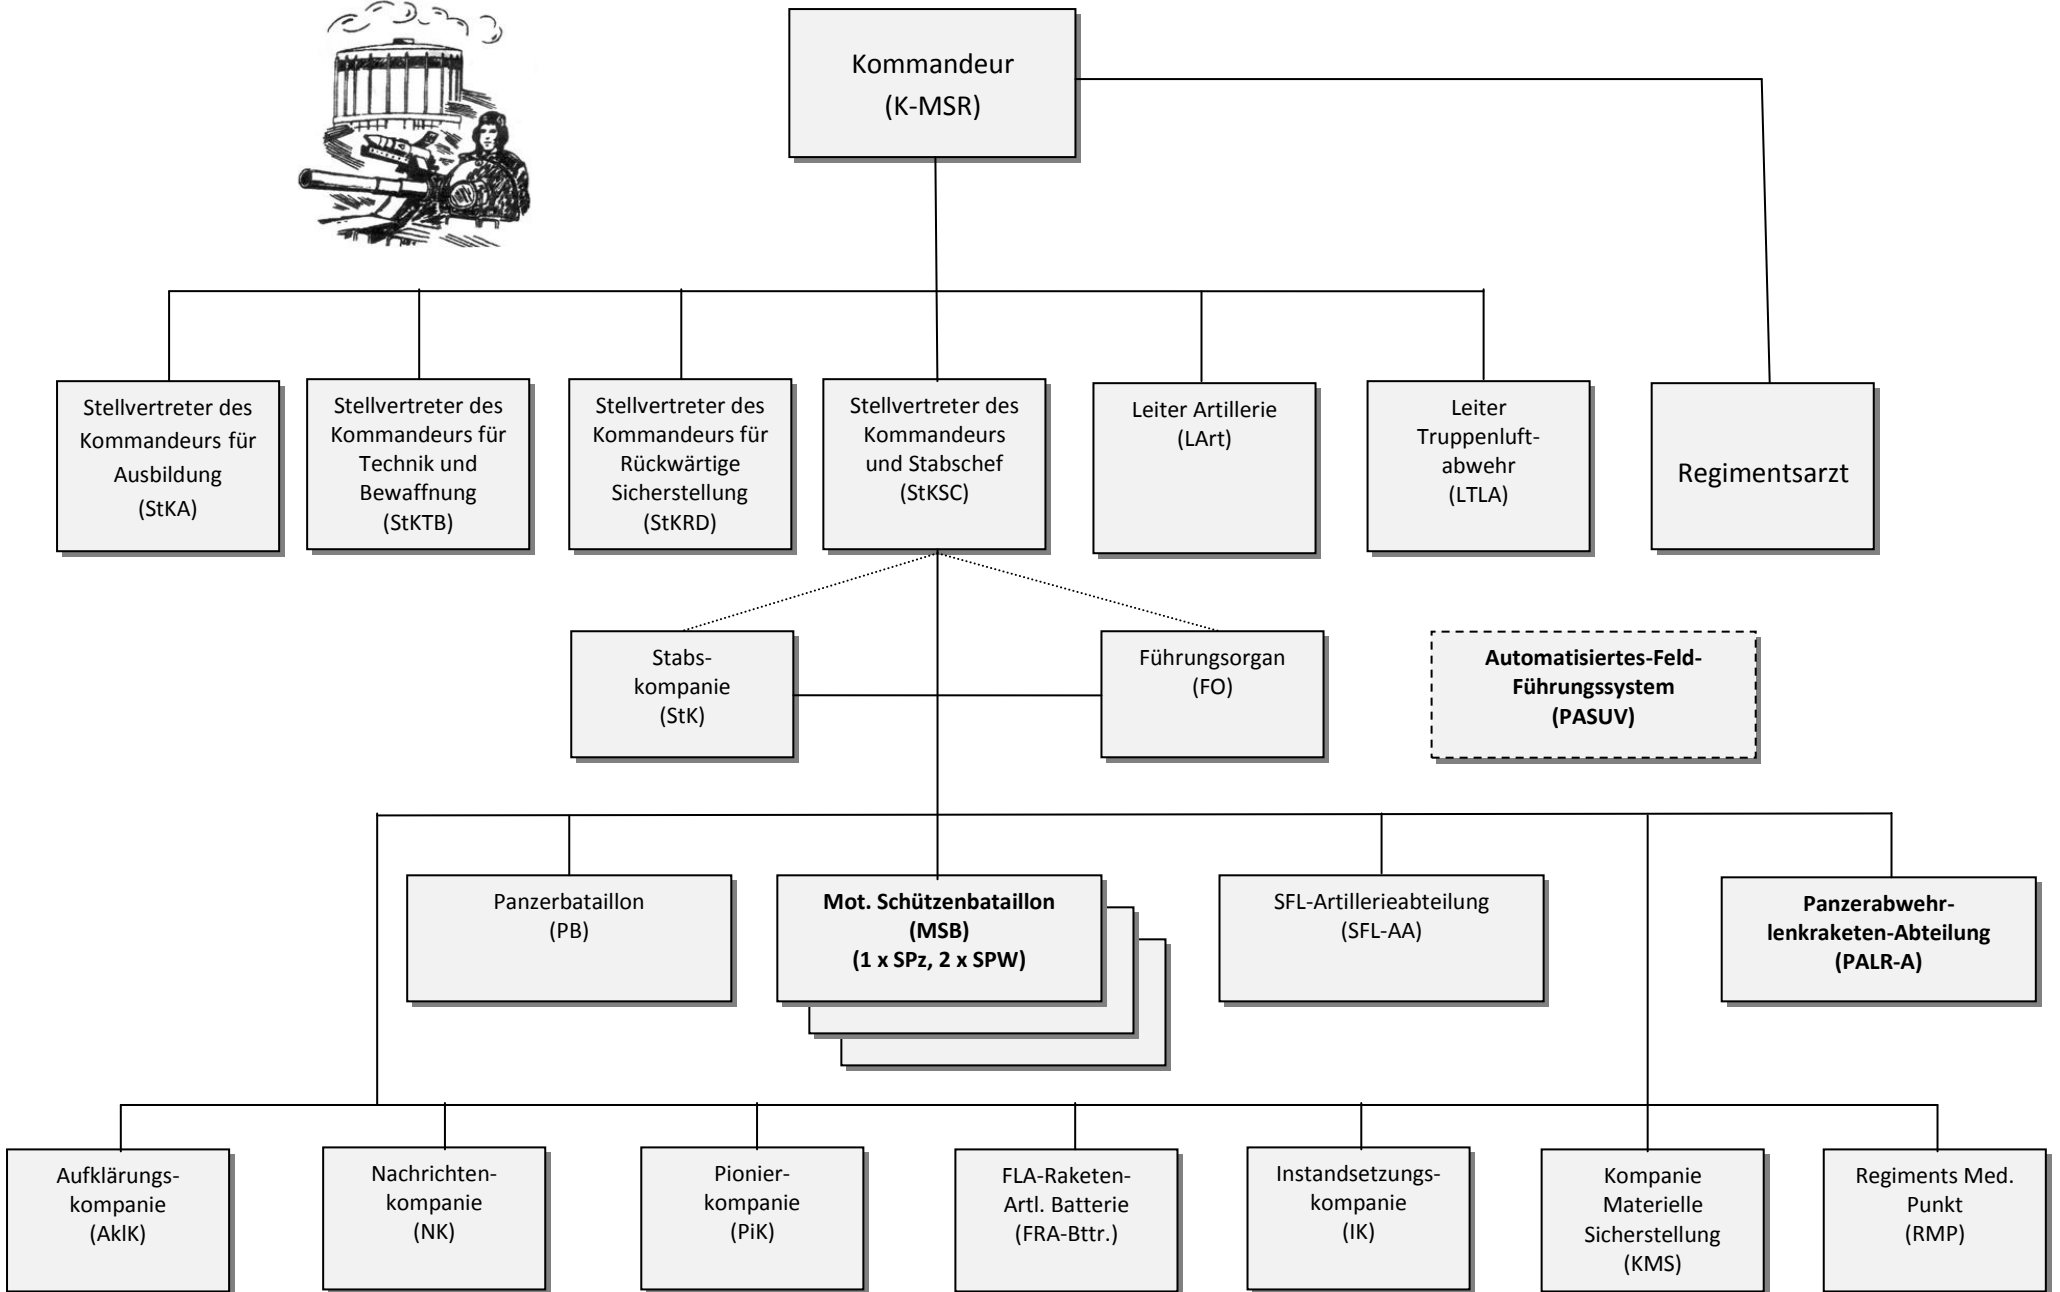 Kommandeur
(K-MSR)
Stellvertreter des
Kommandeurs für
Ausbildung
(StKA)
Stellvertreter des
Kommandeurs für
Technik und
Bewaffnung
(StKTB)
Stellvertreter des
Kommandeurs für
Rückwärtige
Sicherstellung
(StKRD)
Stellvertreter des
Kommandeurs
und Stabschef
(StKSC)
Leiter Artillerie
(LArt)
Leiter
Truppenluft-
abwehr
(LTLA)
Regimentsarzt
Stabs-
kompanie
(StK)
Führungsorgan
(FO)
Automatisiertes-Feld-
Führungssystem
(PASUV)
Panzerbataillon
(PB)
Mot. Schützenbataillon
(MSB)
(1 x SPz, 2 x SPW)
SFL-Artillerieabteilung
(SFL-AA)
Panzerabwehr-
lenkraketen-Abteilung
(PALR-A)
Aufklärungs-
kompanie
(AklK)
Nachrichten-
kompanie
(NK)
Pionier-
kompanie
(PiK)
FLA-Raketen-
Artl. Batterie
(FRA-Bttr.)
Instandsetzungs-
kompanie
(IK)
Kompanie
Materielle
Sicherstellung
(KMS)
Regiments Med.
Punkt
(RMP)